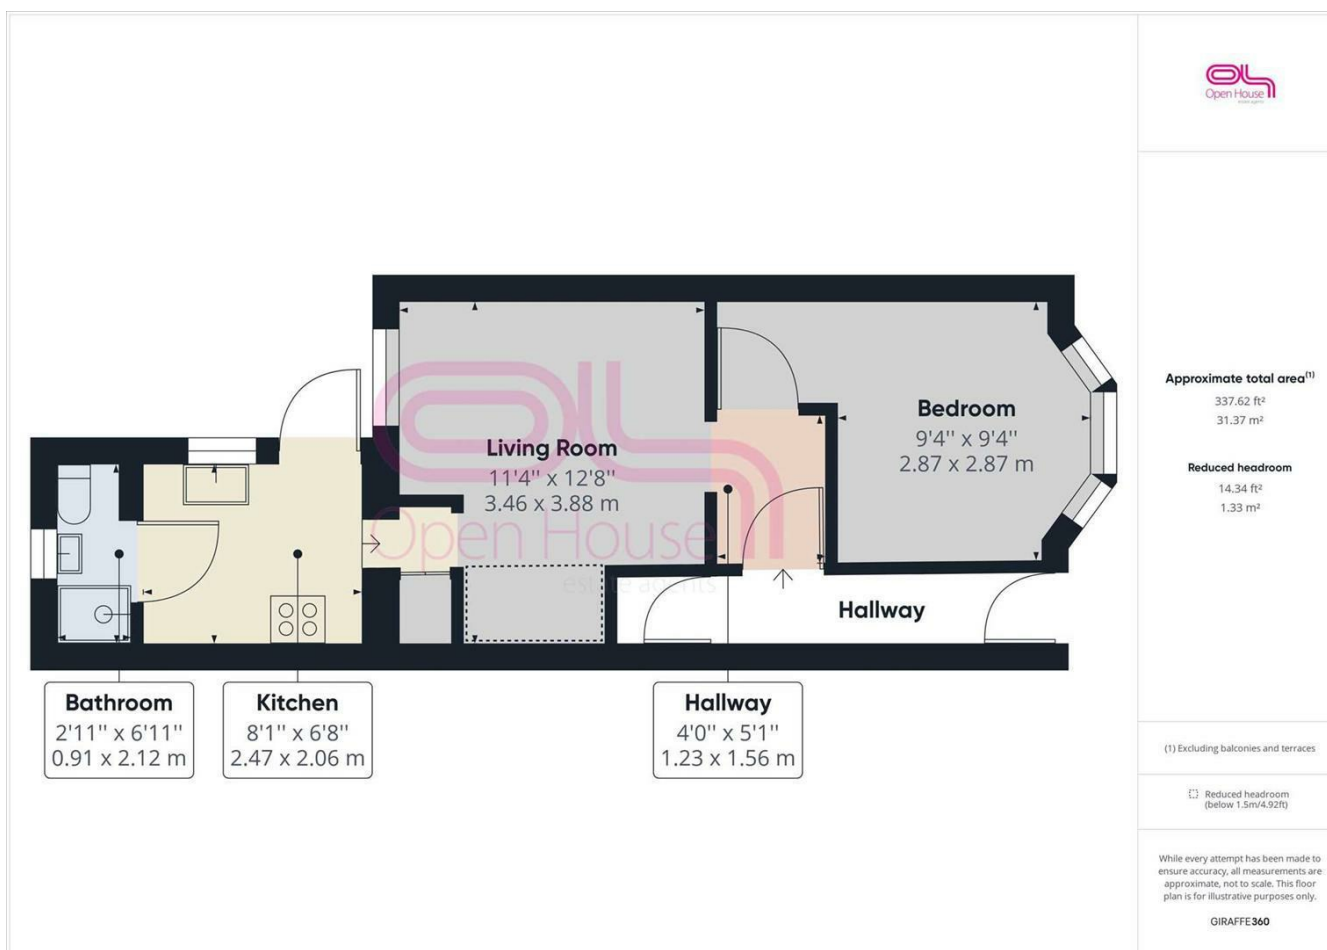 Open House
estate agents
Approximate total area(1)
337.62 ft²
31.37 m²
Reduced headroom
14.34 ft²
1.33 m²
(1) Excluding balconies and terraces
Reduced headroom
(below 1.5m/4.92ft)
While every attempt has been made to
ensure accuracy, all measurements are
approximate, not to scale. This floor
plan is for illustrative purposes only.
GIRAFFE360
Living Room
11'4'' x 12'8''
3.46 x 3.88 m
Bedroom
9'4'' x 9'4''
2.87 x 2.87 m
Open House
estate agents
Hallway
Bathroom
2'11'' x 6'11''
0.91 x 2.12 m
Kitchen
8'1'' x 6'8''
2.47 x 2.06 m
Hallway
4'0'' x 5'1''
1.23 x 1.56 m